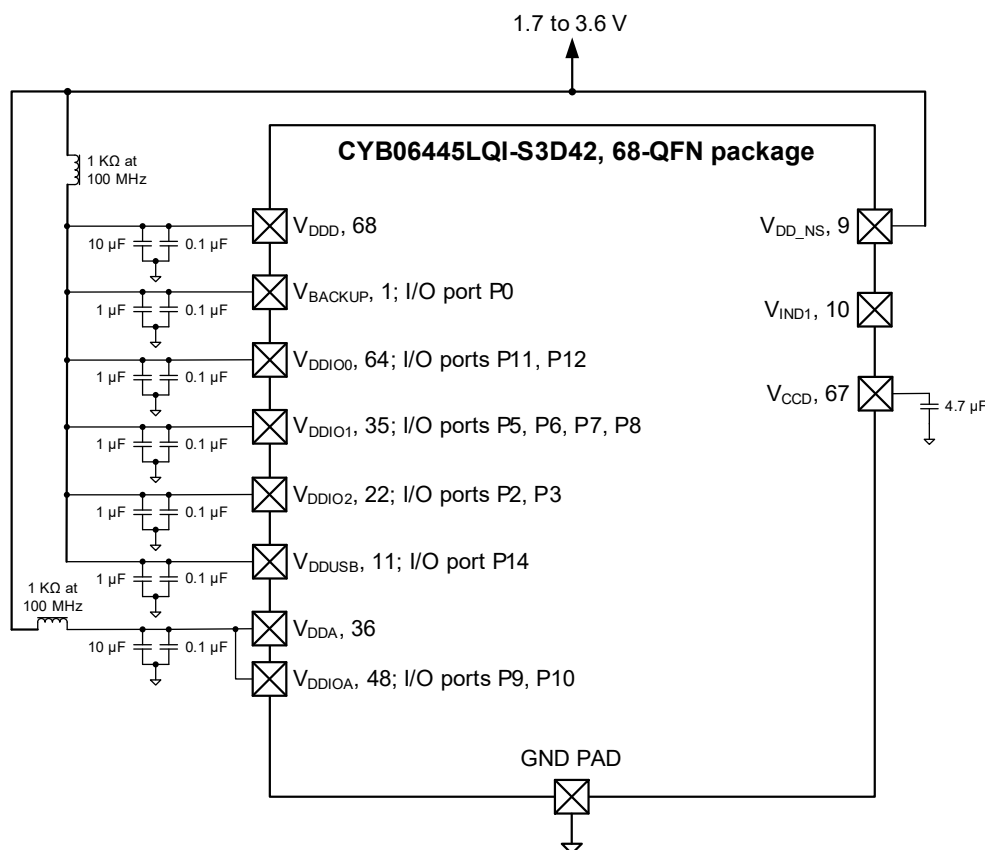 1.7 to 3.6 V
CYB06445LQI-S3D42, 68-QFN package
1 KΩ at
100 MHz
10 µF
0.1 µF
VDDD, 68
VDD_NS, 9
1 µF
0.1 µF
VBACKUP, 1; I/O port P0
VIND1, 10
1 µF
0.1 µF
VDDIO0, 64; I/O ports P11, P12
VCCD, 67
4.7 µF
1 µF
0.1 µF
VDDIO1, 35; I/O ports P5, P6, P7, P8
1 µF
0.1 µF
VDDIO2, 22; I/O ports P2, P3
1 µF
0.1 µF
VDDUSB, 11; I/O port P14
1 KΩ at
100 MHz
10 µF
0.1 µF
VDDA, 36
VDDIOA, 48; I/O ports P9, P10
GND PAD